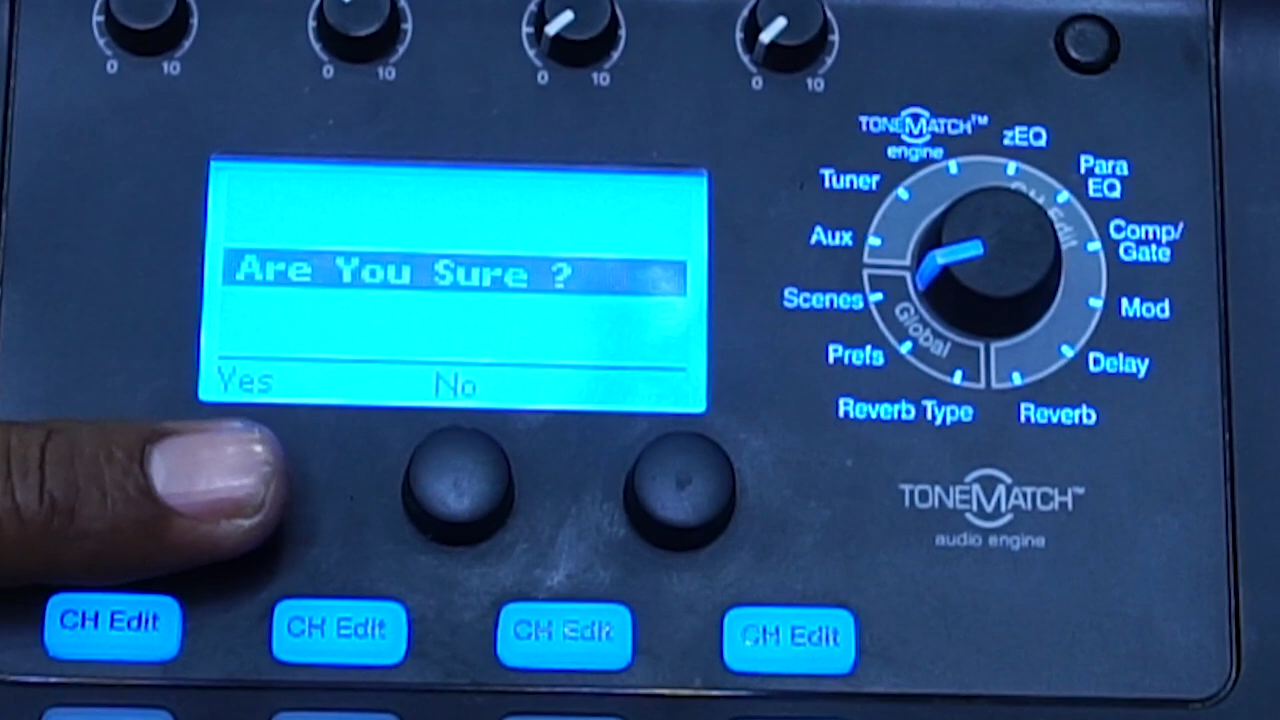 0 10 0 10 0 10 0 10
TONEMATCH™
engine
zEQ
Para
EQ
Comp/
Gate
Mod
Delay
Reverb
Reverb Type
Prefs
Scenes
Aux
Tuner
CH Edit
Global
Are You Sure ?
Yes No
TONEMATCH™
audio engine
CH Edit CH Edit CH Edit CH Edit